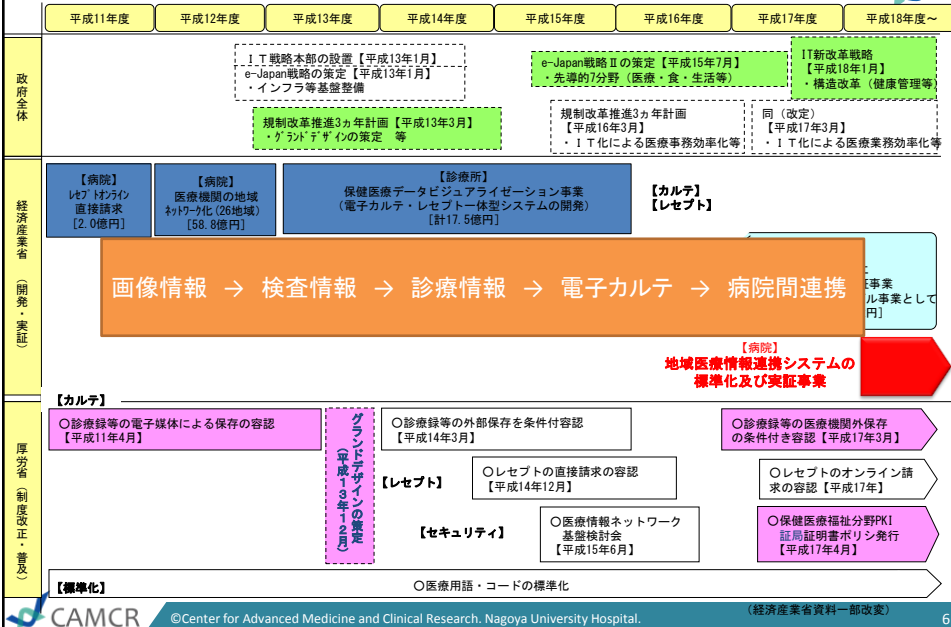 平成11年度
平成12年度
平成13年度
平成14年度
平成15年度
平成16年度
平成17年度
平成18年度～
政府全体
ＩＴ戦略本部の設置【平成13年1月】
e-Japan戦略の策定【平成13年1月】
・インフラ等基盤整備
規制改革推進3ヵ年計画【平成13年3月】
・グランドデザインの策定　等
e-Japan戦略Ⅱの策定【平成15年7月】
・先導的7分野（医療・食・生活等）
IT新改革戦略
【平成18年1月】
・構造改革（健康管理等）
規制改革推進3ヵ年計画
【平成16年3月】
・ＩＴ化による医療事務効率化等
同（改定）
【平成17年3月】
・ＩＴ化による医療業務効率化等
経済産業省（開発・実証）
【病院】
レセプトオンライン
直接請求
[2.0億円]
【病院】
医療機関の地域
ネットワーク化(26地域)
[58.8億円]
【診療所】
保健医療データビジュアライゼーション事業
（電子カルテ・レセプト一体型システムの開発）
[計17.5億円]
【カルテ】
【レセプト】
画像情報 → 検査情報 → 診療情報 → 電子カルテ → 病院間連携
事業
ル事業として
円]
【病院】
地域医療情報連携システムの
標準化及び実証事業
厚労省（制度改正・普及）
【カルテ】
○診療録等の電子媒体による保存の容認
【平成11年4月】
グランドデザインの策定
（平成13年12月）
○診療録等の外部保存を条件付容認
【平成14年3月】
○診療録等の医療機関外保存
の条件付き容認【平成17年3月】
【レセプト】
○レセプトの直接請求の容認
【平成14年12月】
○レセプトのオンライン請
求の容認【平成17年】
【セキュリティ】
○医療情報ネットワーク
基盤検討会
【平成15年6月】
○保健医療福祉分野PKI
証局証明書ポリシ発行
【平成17年4月】
【標準化】
○医療用語・コードの標準化
（経済産業省資料一部改変）
CAMCR
©Center for Advanced Medicine and Clinical Research. Nagoya University Hospital.
6